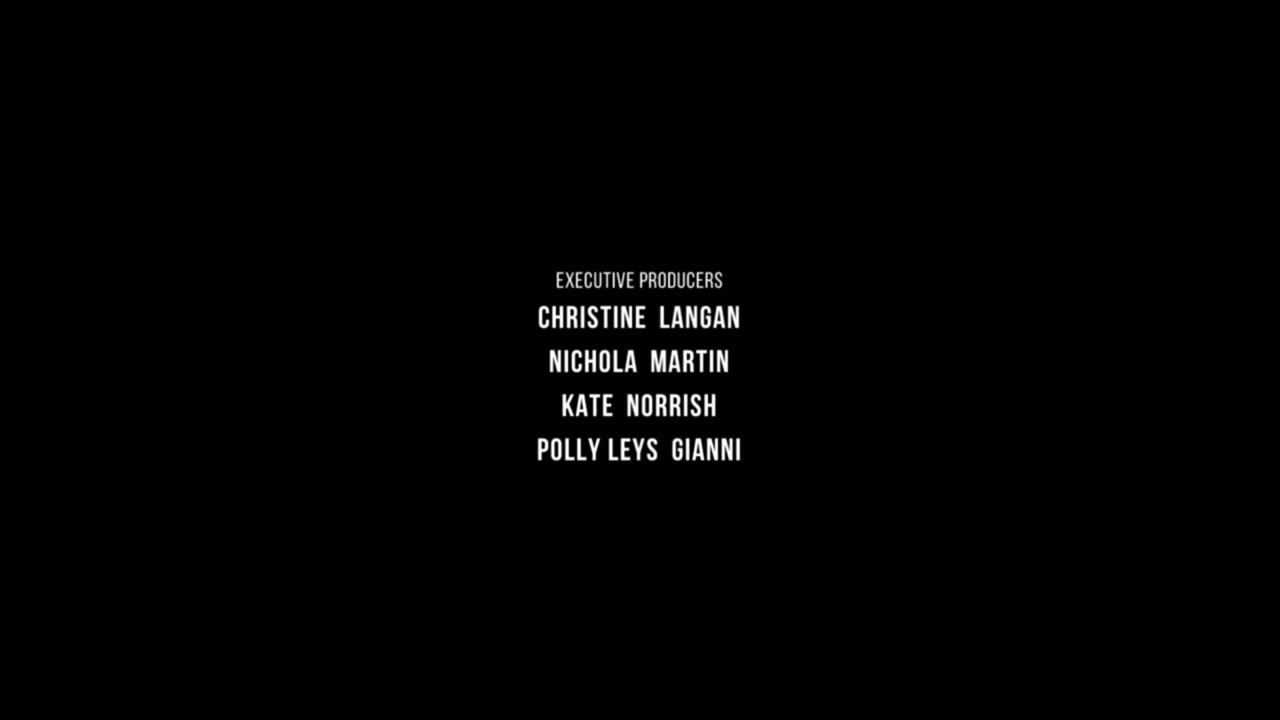 EXECUTIVE PRODUCERS
CHRISTINE LANGAN
NICHOLA MARTIN
KATE NORRISH
POLLY LEYS GIANNI